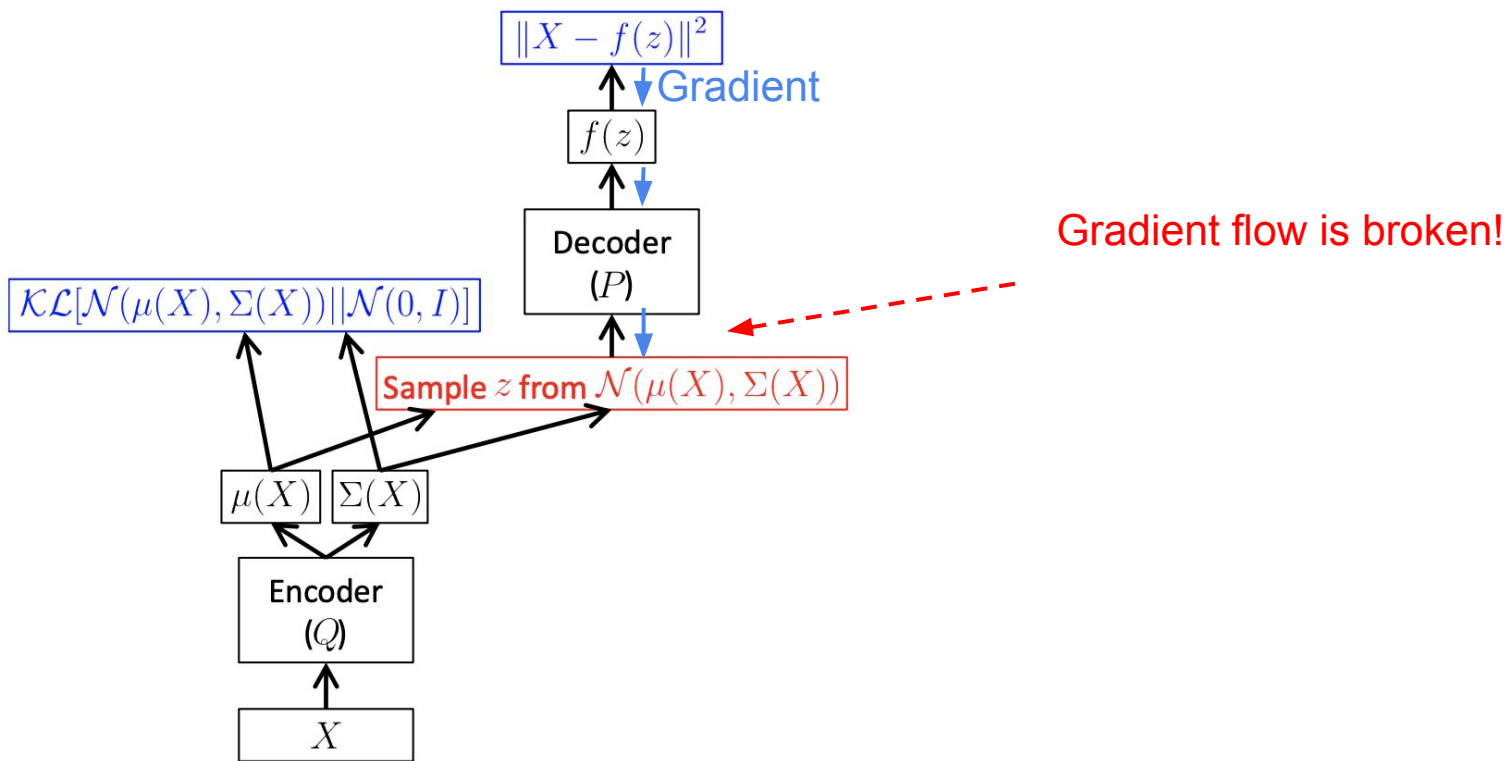 ‖X − f(z)‖²
Gradient
f(z)
Decoder
(P)
Gradient flow is broken!
𝒦ℒ[𝒩(μ(X), Σ(X))||𝒩(0, I)]
Sample z from 𝒩(μ(X), Σ(X))
μ(X)
Σ(X)
Encoder
(Q)
X